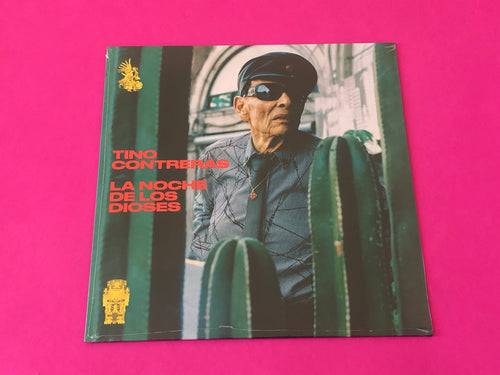 TINO
CONTRERAS
LA NOCHE
DE LOS
DIOSES